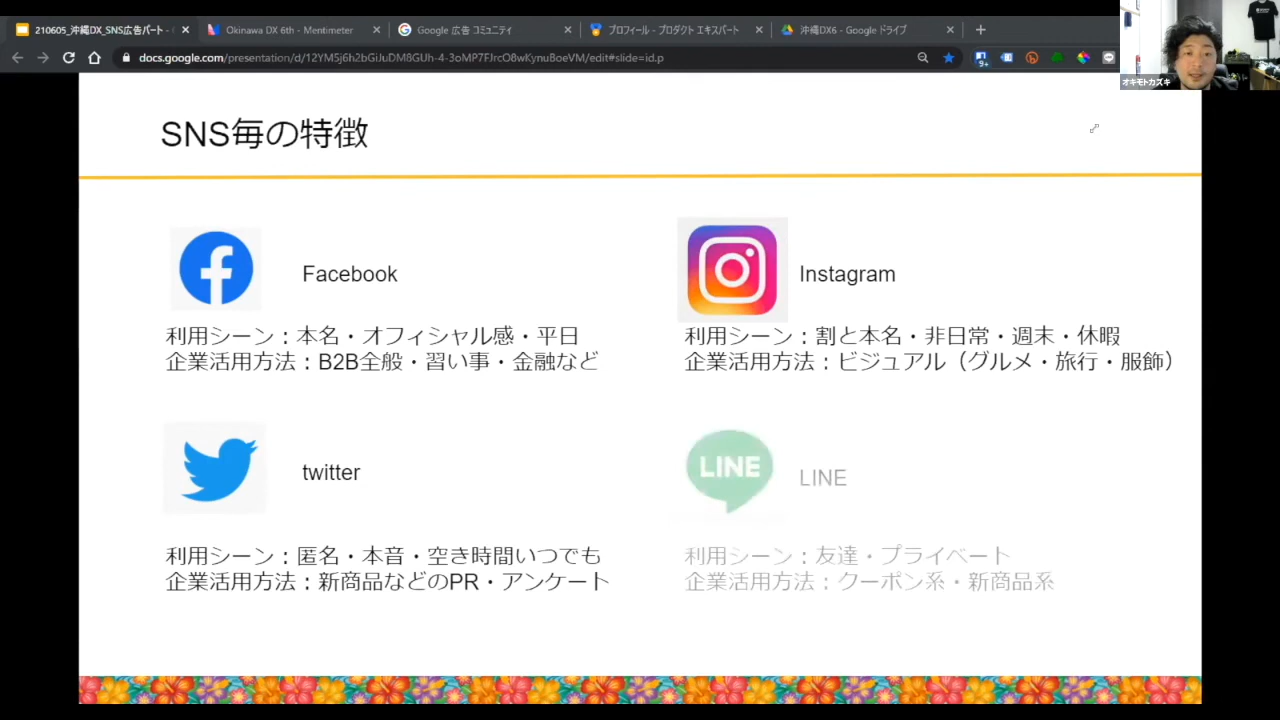 210605_沖縄DX_SNS広告パート -
Okinawa DX 6th - Mentimeter
Google 広告 コミュニティ
プロフィール - プロダクト エキスパート
沖縄DX6 - Google ドライブ
オキモトカズキ
SNS毎の特徴
Facebook
利用シーン：本名・オフィシャル感・平日
企業活用方法：B2B全般・習い事・金融など
Instagram
利用シーン：割と本名・非日常・週末・休暇
企業活用方法：ビジュアル（グルメ・旅行・服飾）
twitter
利用シーン：匿名・本音・空き時間いつでも
企業活用方法：新商品などのPR・アンケート
LINE
LINE
利用シーン：友達・プライベート
企業活用方法：クーポン系・新商品系